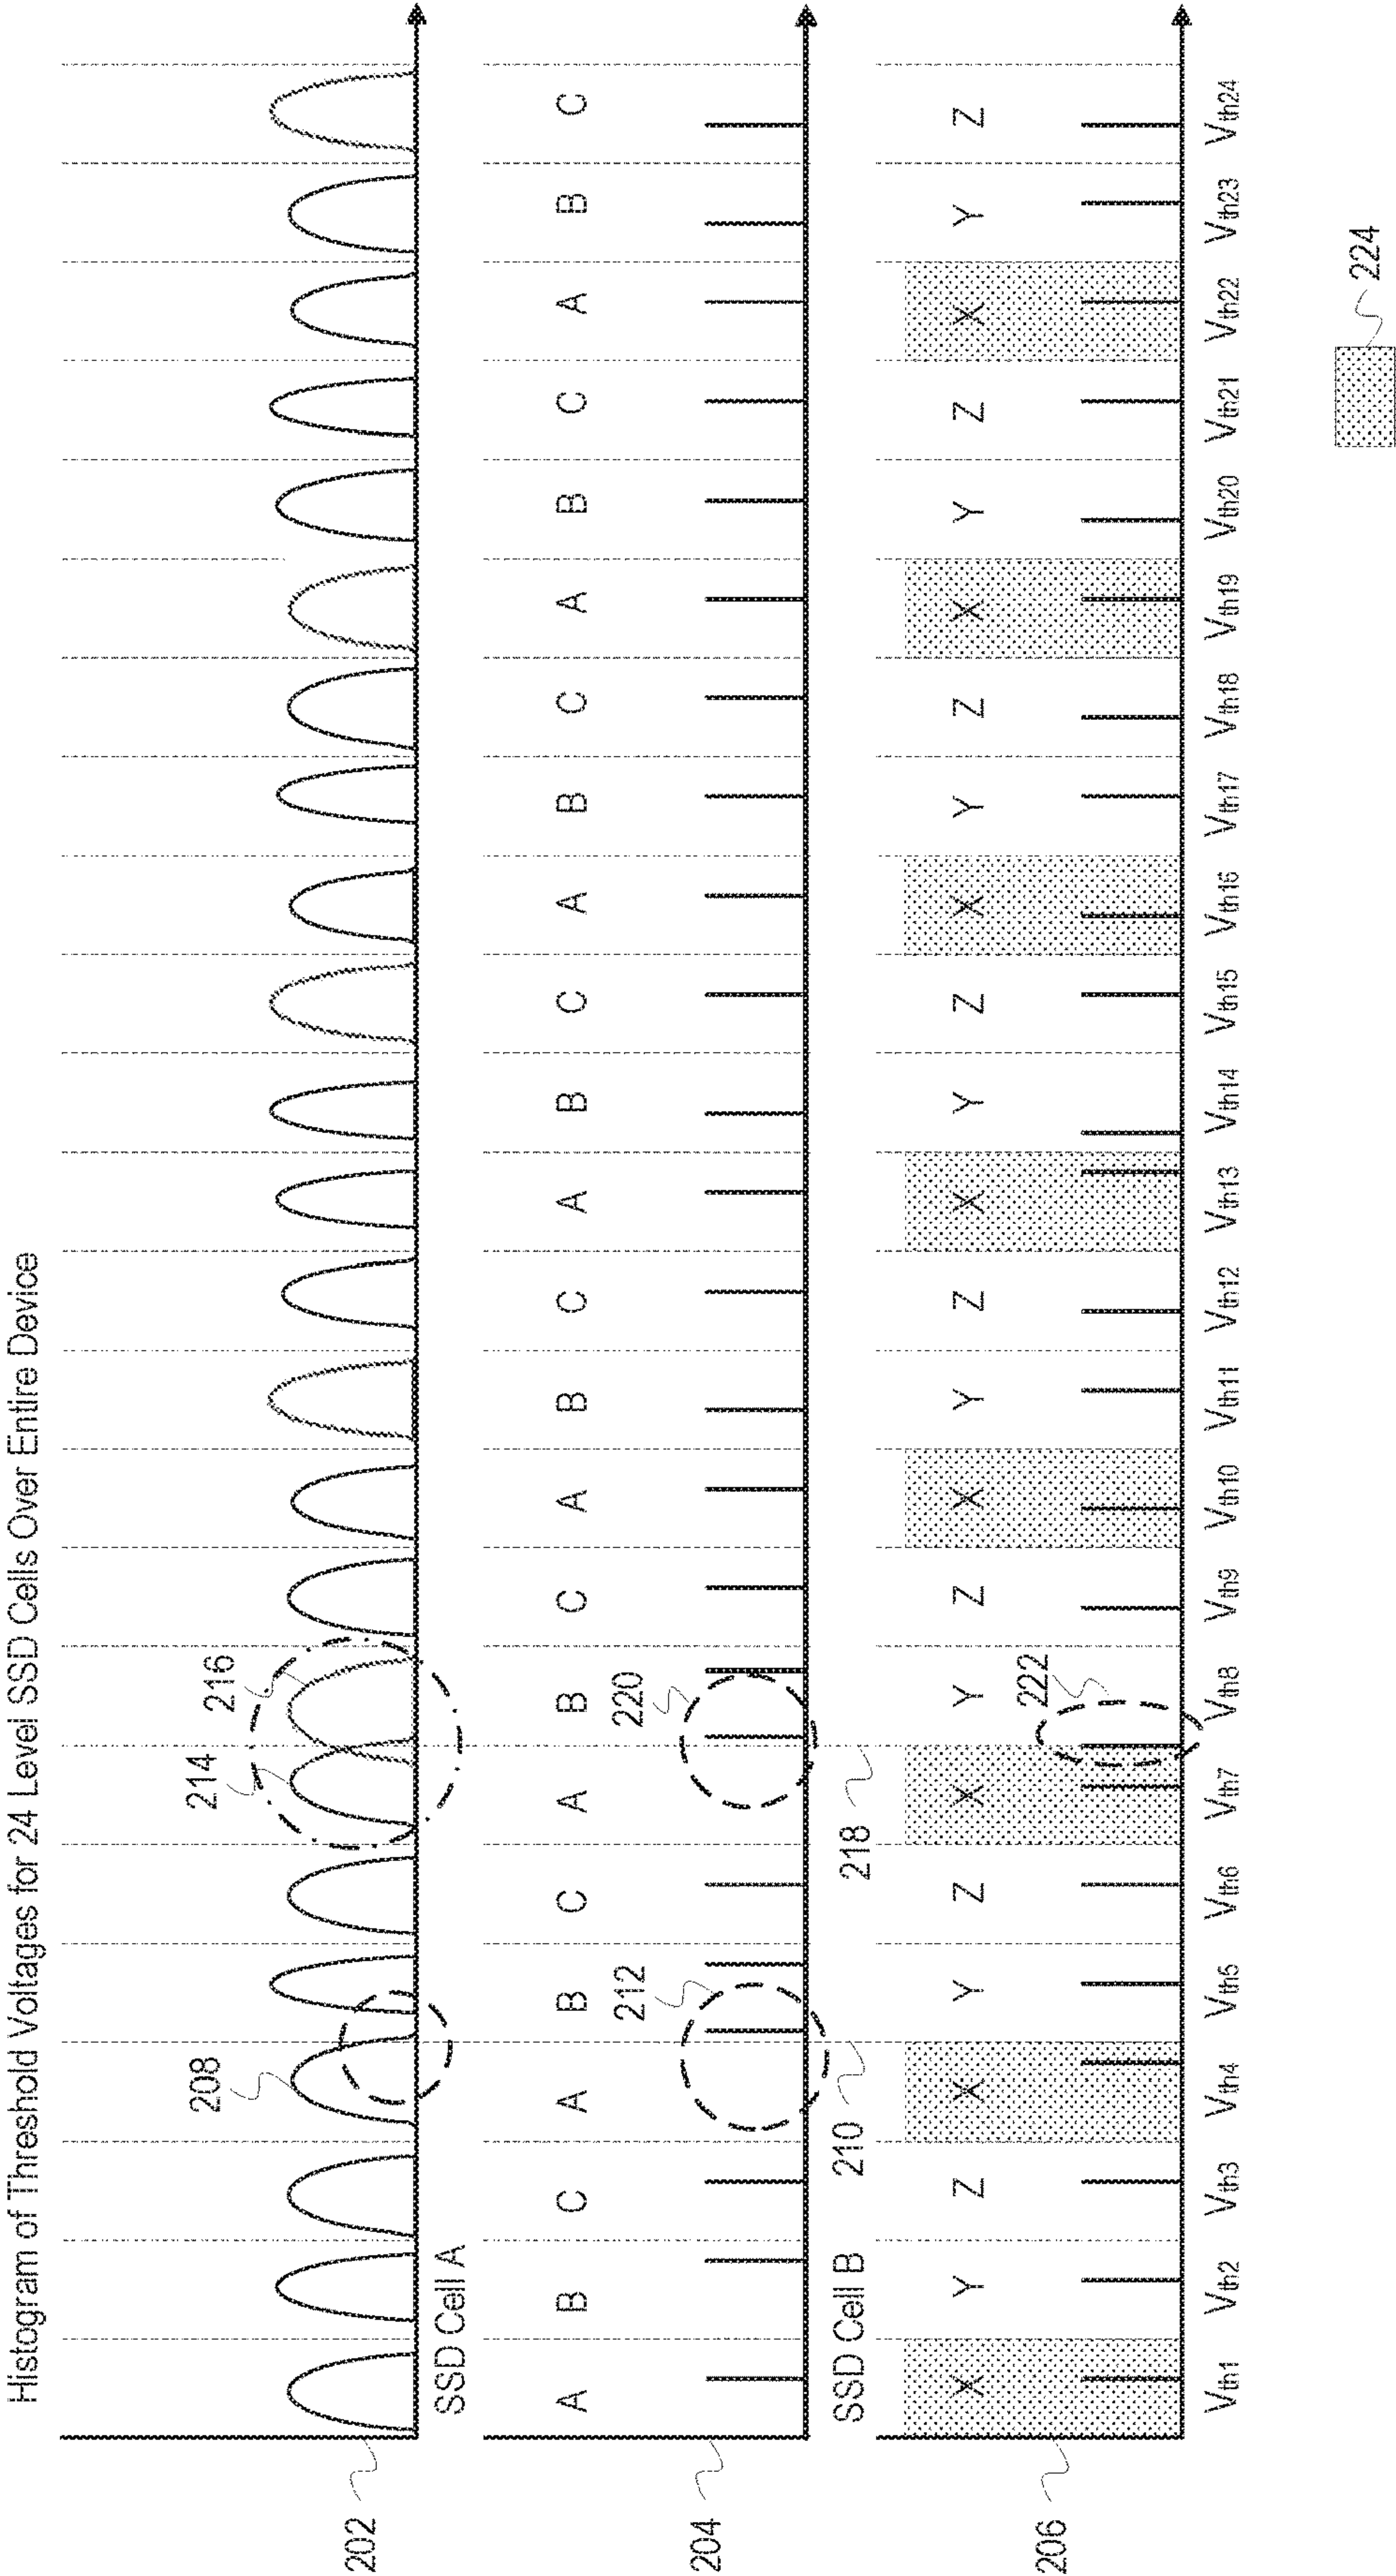 Histogram of Threshold Voltages for 24 Level SSD Cells Over Entire Device
202
208
214
216
SSD Cell A
204
A B C A B C A B C A B C A B C A B C A B C A B C
212
220
SSD Cell B
210
218
206
X Y Z X Y Z X Y Z X Y Z X Y Z X Y Z X Y Z X Y Z
222
Vth1 Vth2 Vth3 Vth4 Vth5 Vth6 Vth7 Vth8 Vth9 Vth10 Vth11 Vth12 Vth13 Vth14 Vth15 Vth16 Vth17 Vth18 Vth19 Vth20 Vth21 Vth22 Vth23 Vth24
224